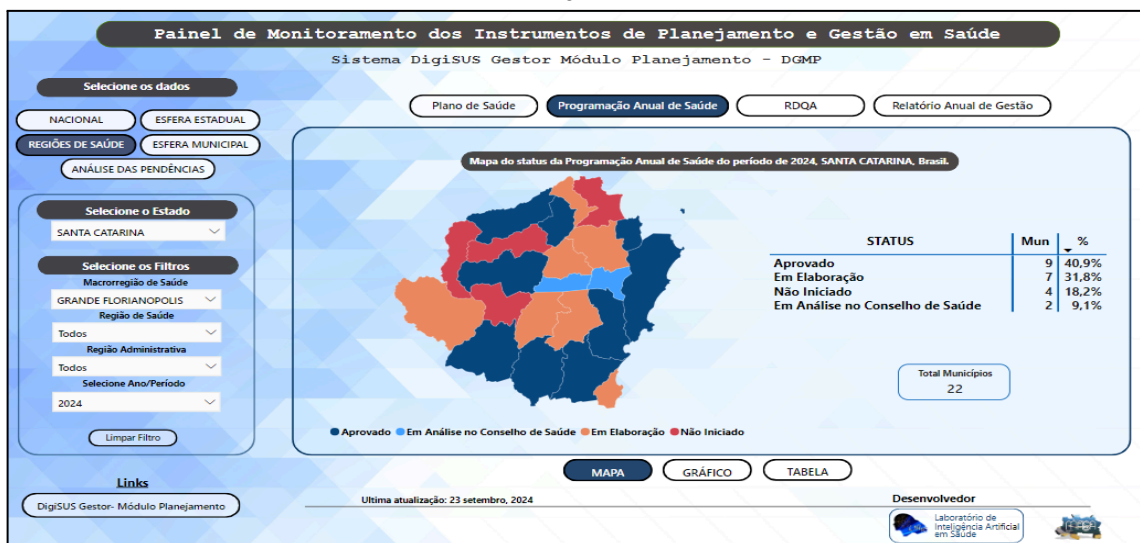 Painel de Monitoramento dos Instrumentos de Planejamento e Gestão em Saúde
Sistema DigiSUS Gestor Módulo Planejamento - DGMP
Selecione os dados
NACIONAL
ESFERA ESTADUAL
REGIÕES DE SAÚDE
ESFERA MUNICIPAL
ANÁLISE DAS PENDÊNCIAS
Selecione o Estado
SANTA CATARINA
Selecione os Filtros
Macrorregião de Saúde
GRANDE FLORIANOPOLIS
Região de Saúde
Todos
Região Administrativa
Todos
Selecione Ano/Período
2024
Limpar Filtro
Links
DigiSUS Gestor- Módulo Planejamento
Plano de Saúde
Programação Anual de Saúde
RDQA
Relatório Anual de Gestão
Mapa do status da Programação Anual de Saúde do período de 2024, SANTA CATARINA, Brasil.
STATUS Mun %
Aprovado 9 40,9%
Em Elaboração 7 31,8%
Não Iniciado 4 18,2%
Em Análise no Conselho de Saúde 2 9,1%
Total Municípios
22
Aprovado Em Análise no Conselho de Saúde Em Elaboração Não Iniciado
MAPA
GRÁFICO
TABELA
Ultima atualização: 23 setembro, 2024
Desenvolvedor
Laboratório de
Inteligência Artificial
em Saúde